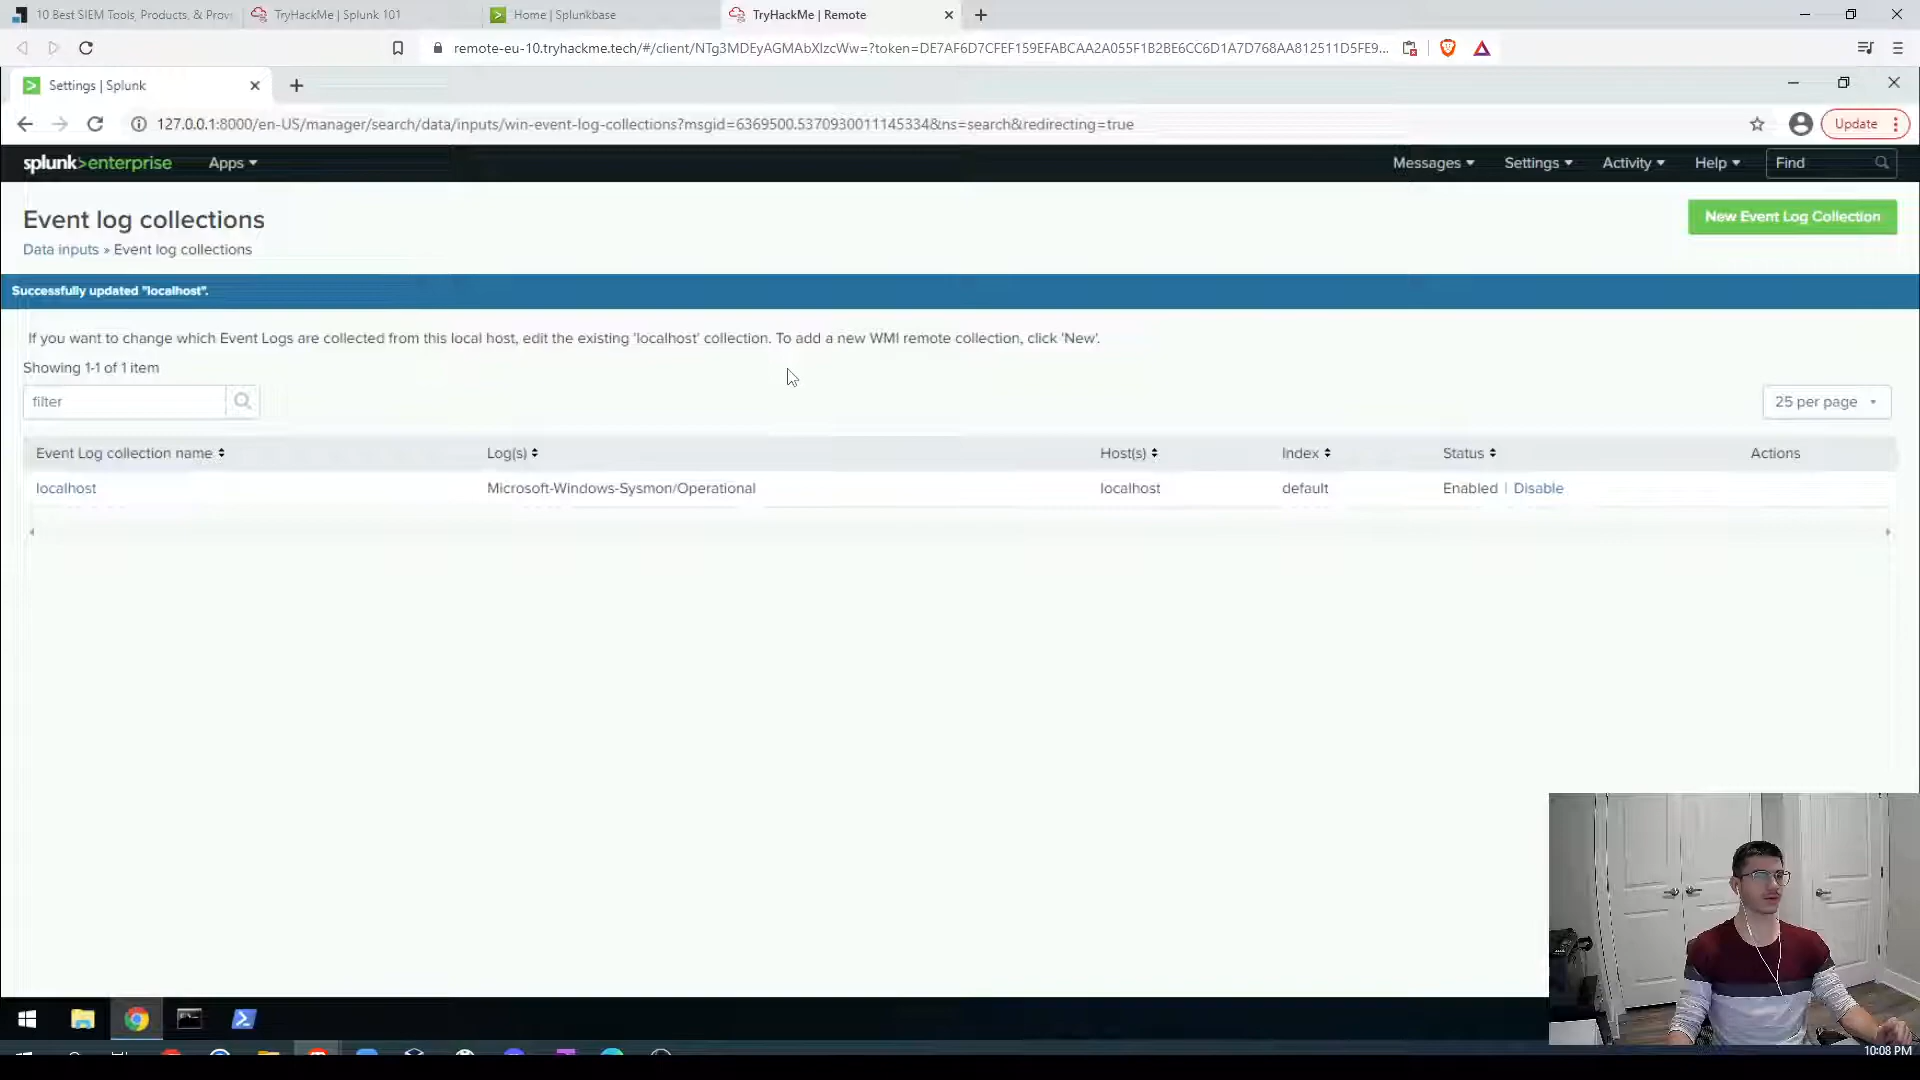 10 Best SIEM Tools, Products, & Prov
TryHackMe | Splunk 101
Home | Splunkbase
TryHackMe | Remote
remote-eu-10.tryhackme.tech/#/client/NTg3MDEyAGMAbXlzcWw=?token=DE7AF6D7CFEF159EFABCAA2A055F1B2BE6CC6D1A7D768AA812511D5FE9...
Settings | Splunk
127.0.0.1:8000/en-US/manager/search/data/inputs/win-event-log-collections?msgid=6369500.5370930011145334&ns=search&redirecting=true
Update
splunk>enterprise Apps Messages Settings Activity Help Find
Event log collections
New Event Log Collection
Data inputs » Event log collections
Successfully updated "localhost".
If you want to change which Event Logs are collected from this local host, edit the existing 'localhost' collection. To add a new WMI remote collection, click 'New'.
Showing 1-1 of 1 item
filter
25 per page
Event Log collection name Log(s) Host(s) Index Status Actions
localhost Microsoft-Windows-Sysmon/Operational localhost default Enabled | Disable
10:08 PM